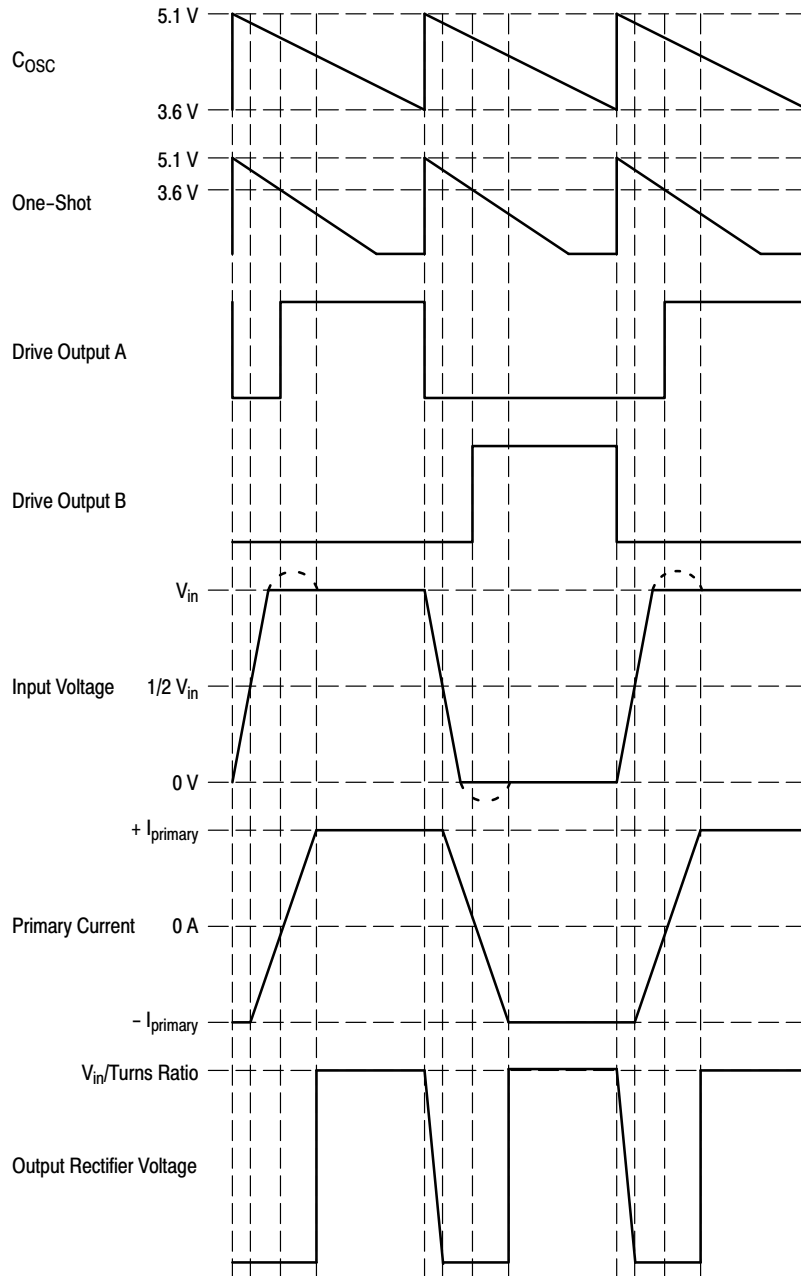 5.1 V
C_OSC
3.6 V
5.1 V
3.6 V
One−Shot
Drive Output A
Drive Output B
V_in
Input Voltage 1/2 V_in
0 V
+ I_primary
Primary Current 0 A
− I_primary
V_in/Turns Ratio
Output Rectifier Voltage